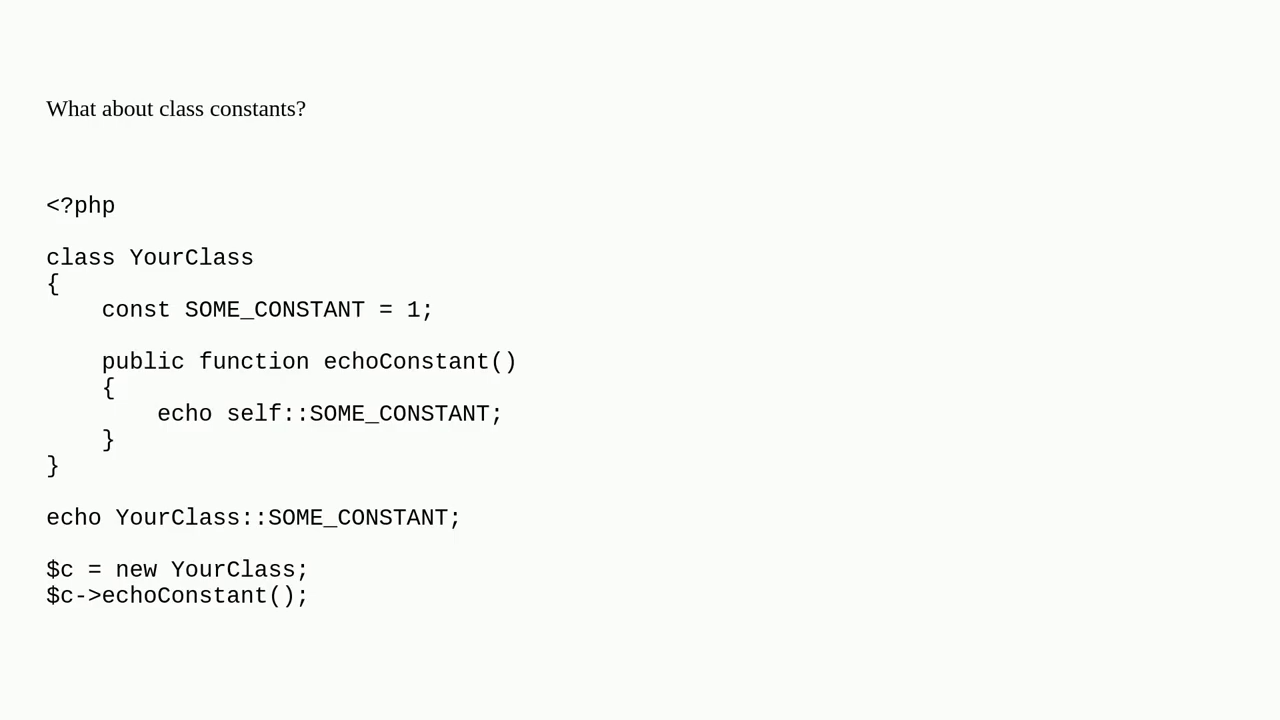 What about class constants?
<?php
class YourClass
{
    const SOME_CONSTANT = 1;
    public function echoConstant()
    {
        echo self::SOME_CONSTANT;
    }
}
echo YourClass::SOME_CONSTANT;
$c = new YourClass;
$c->echoConstant();